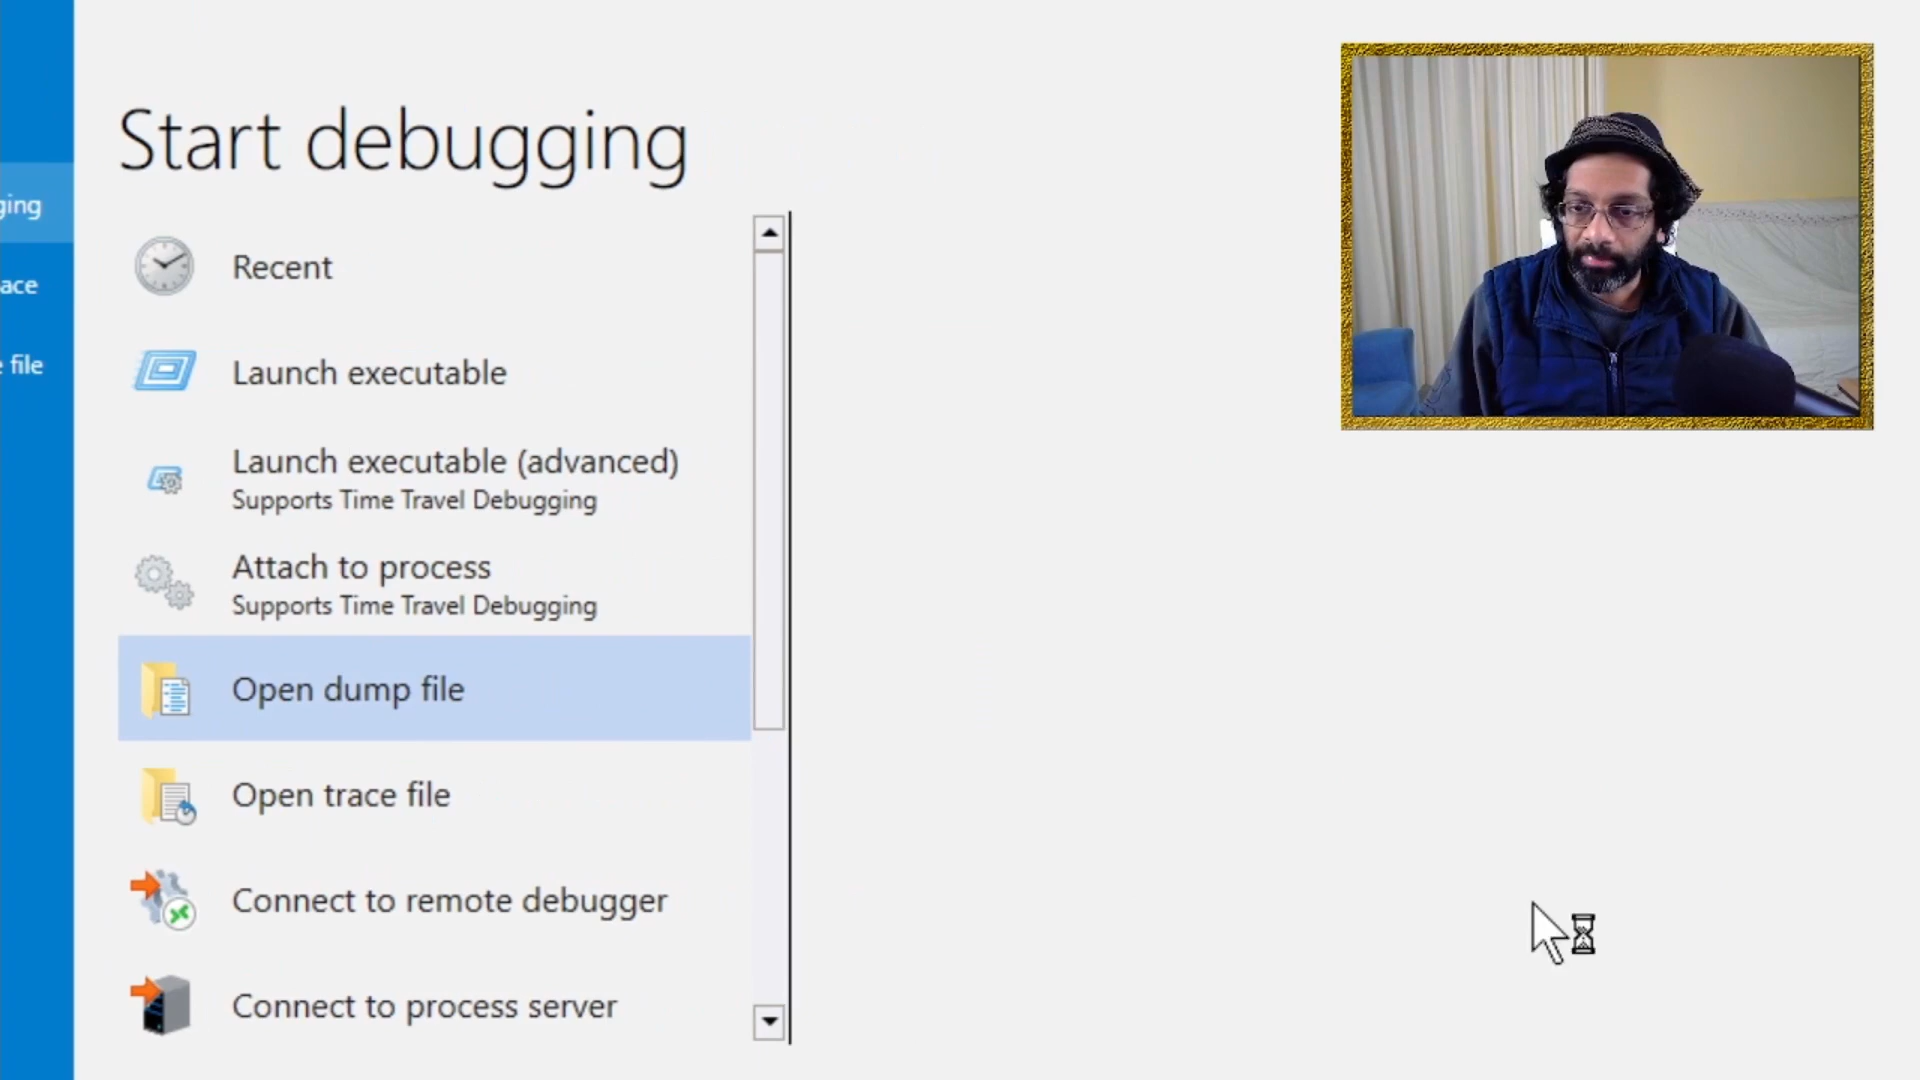 Start debugging
ging
ace
file
Recent
Launch executable
Launch executable (advanced)
Supports Time Travel Debugging
Attach to process
Supports Time Travel Debugging
Open dump file
Open trace file
Connect to remote debugger
Connect to process server